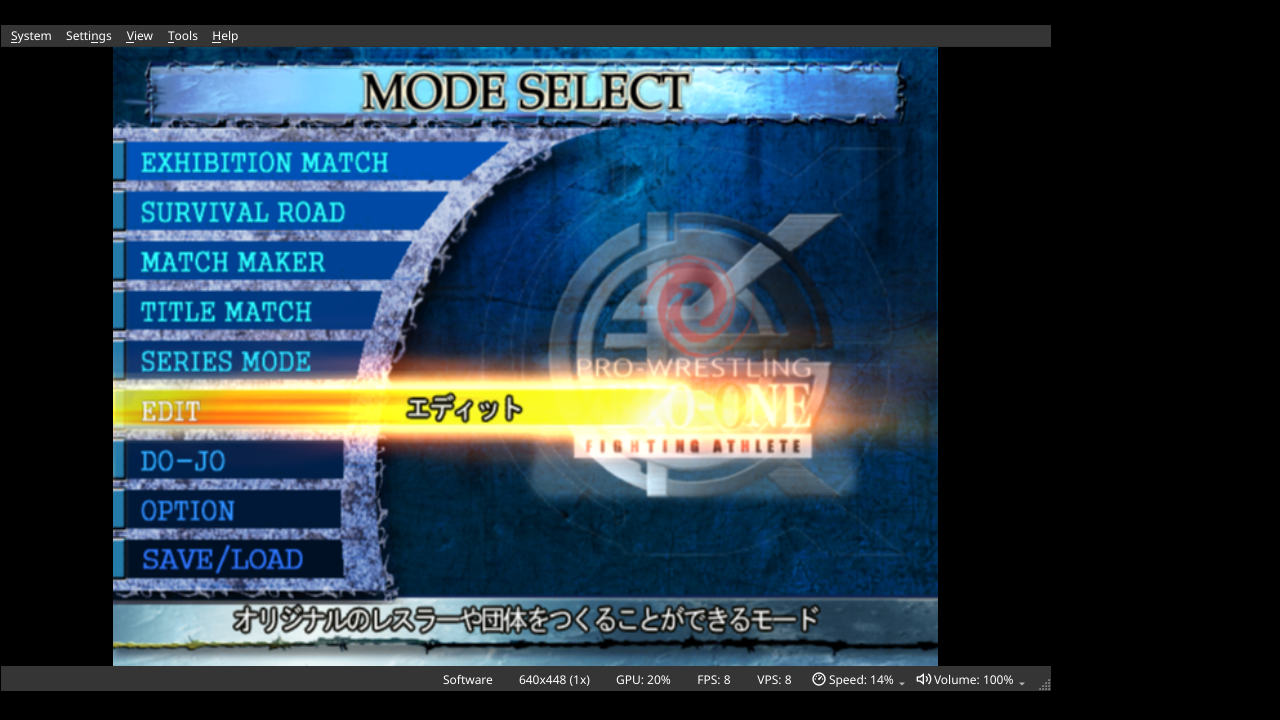 System Settings View Tools Help
MODE SELECT
EXHIBITION MATCH
SURVIVAL ROAD
MATCH MAKER
TITLE MATCH
SERIES MODE
EDIT エディット
DO-JO
OPTION
SAVE/LOAD
PRO-WRESTLING
O-ONE
FIGHTING ATHLETE
オリジナルのレスラーや団体をつくることができるモード
Software 640x448 (1x) GPU: 20% FPS: 8 VPS: 8 Speed: 14% Volume: 100%